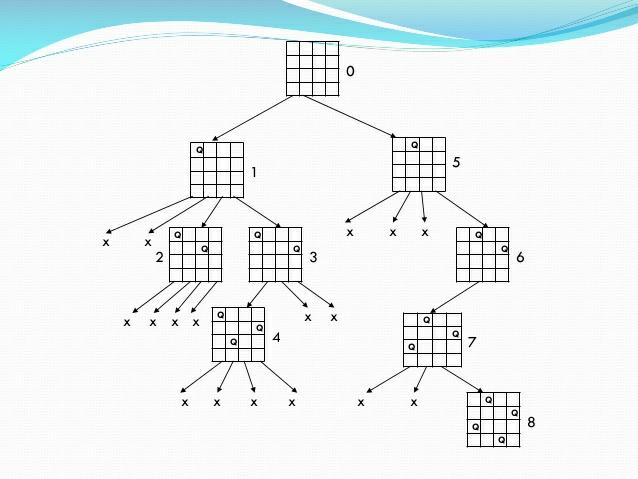 0
Q Q
1 5
x x x
x x Q Q Q
2 Q 3 Q 6 Q
x x x x Q x x Q
Q 4 Q 7
Q Q
x x x x x x Q
Q
Q 8
Q